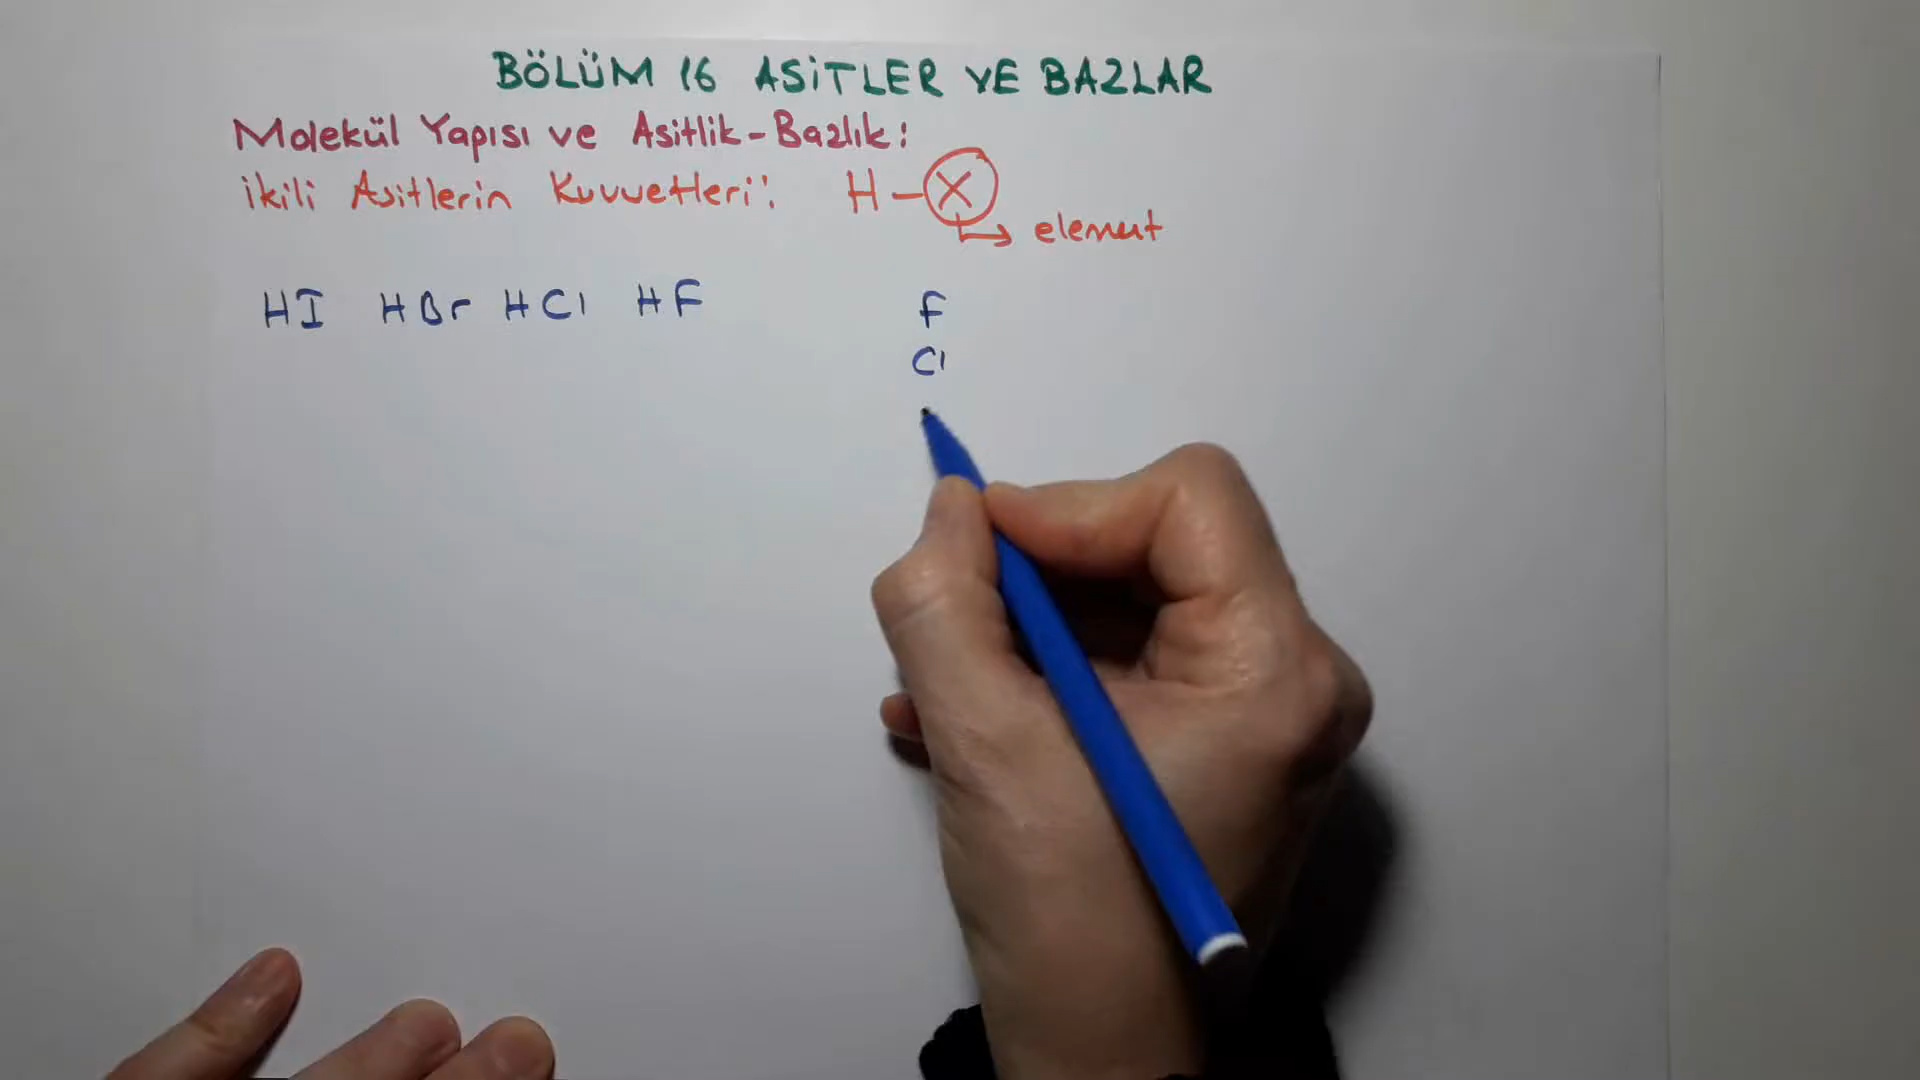 BÖLÜM 16 ASİTLER VE BAZLAR
Molekül Yapısı ve Asitlik-Bazlık:
İkili Asitlerin Kuvvetleri: H-X
element
HI HBr HCl HF
F
Cl